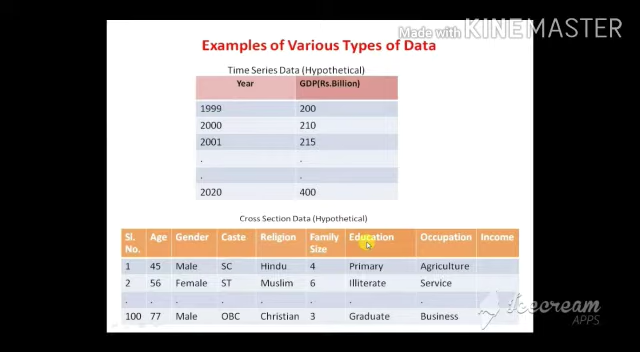 Made with KINEMASTER
Examples of Various Types of Data
Time Series Data (Hypothetical)
Year GDP(Rs.Billion)
1999 200
2000 210
2001 215
. .
. .
2020 400
Cross Section Data (Hypothetical)
Sl. No. Age Gender Caste Religion Family Size Education Occupation Income
1 45 Male SC Hindu 4 Primary Agriculture
2 56 Female ST Muslim 6 Illiterate Service
. . . . . . . .
100 77 Male OBC Christian 3 Graduate Business
Icecream
APPS